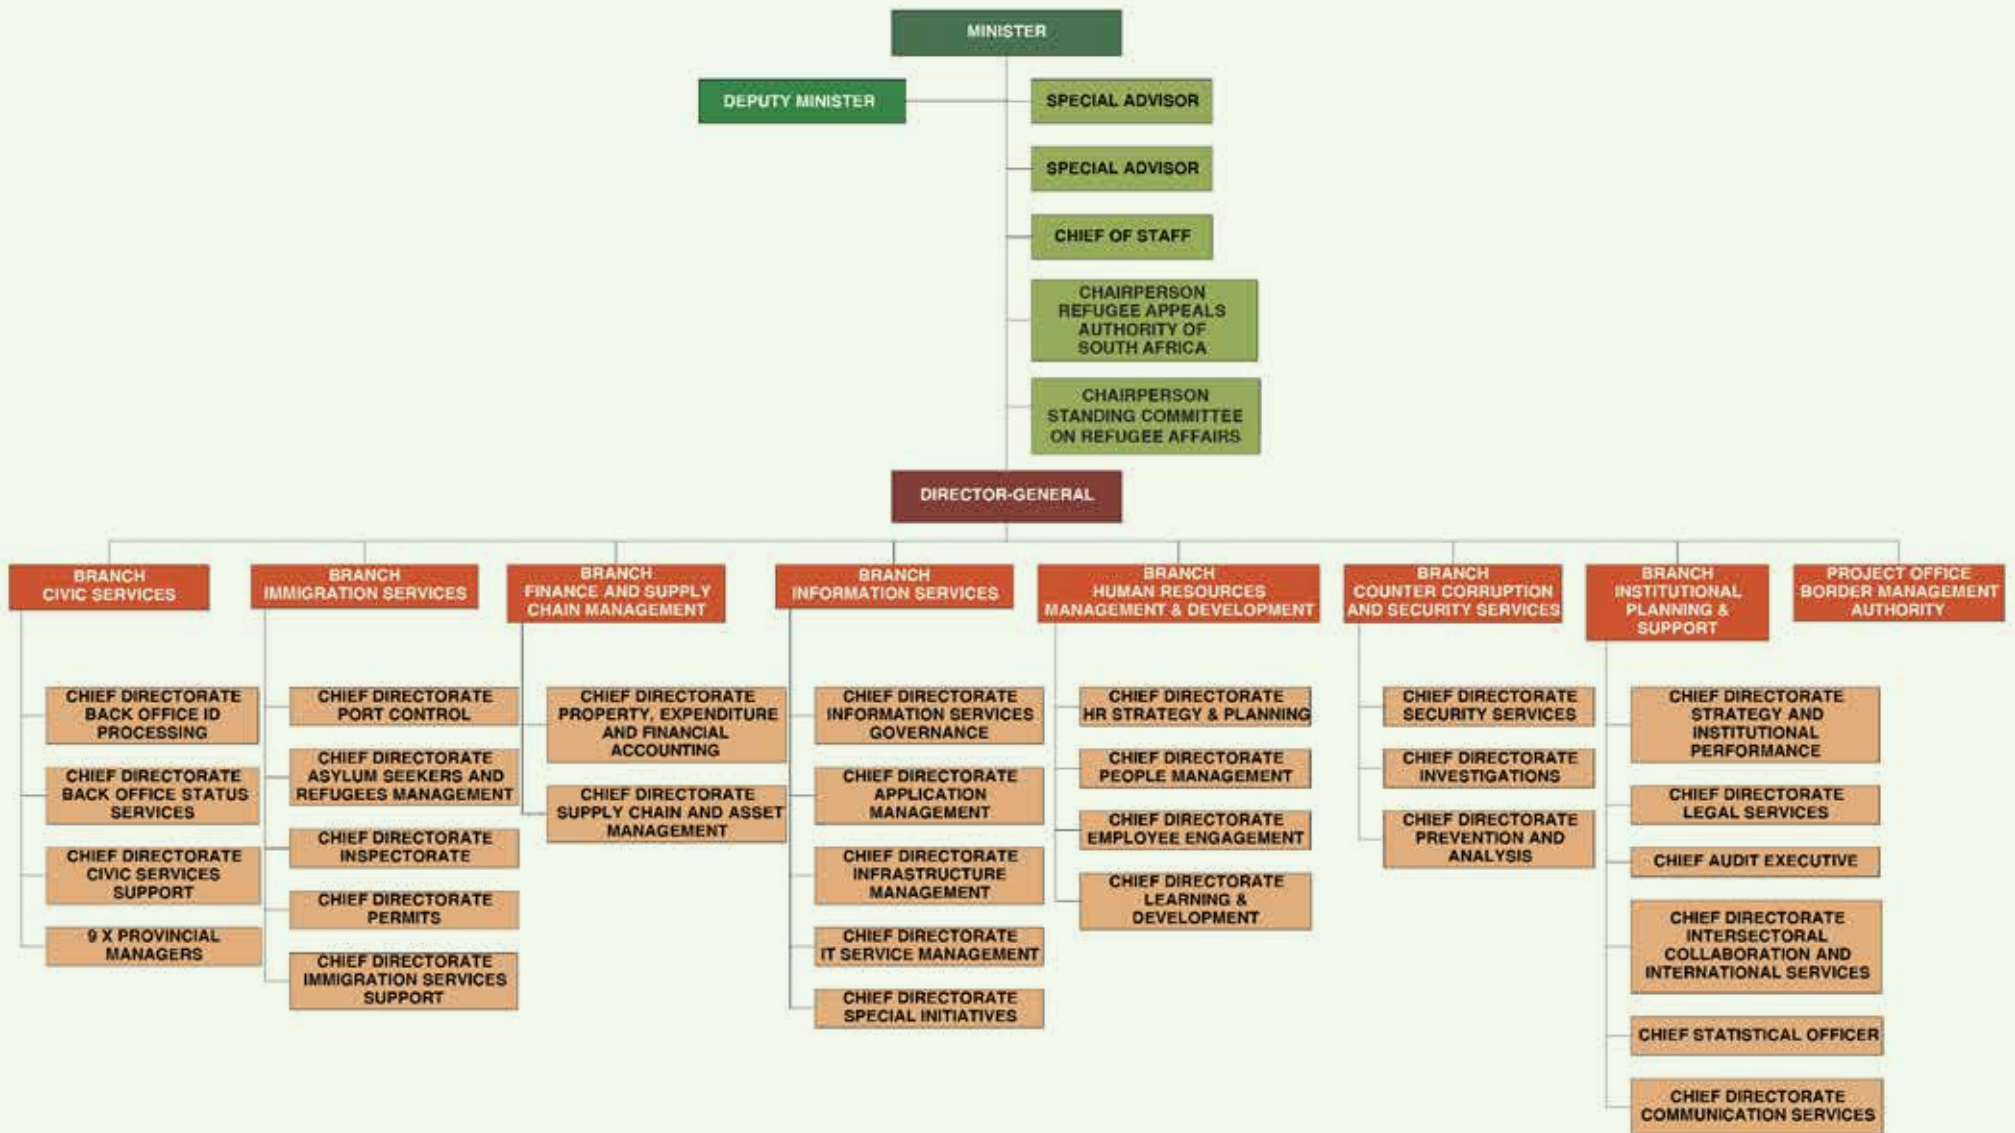 MINISTER
DEPUTY MINISTER
SPECIAL ADVISOR
SPECIAL ADVISOR
CHIEF OF STAFF
CHAIRPERSON
REFUGEE APPEALS
AUTHORITY OF
SOUTH AFRICA
CHAIRPERSON
STANDING COMMITTEE
ON REFUGEE AFFAIRS
DIRECTOR-GENERAL
BRANCH
CIVIC SERVICES
CHIEF DIRECTORATE
BACK OFFICE ID
PROCESSING
CHIEF DIRECTORATE
BACK OFFICE STATUS
SERVICES
CHIEF DIRECTORATE
CIVIC SERVICES
SUPPORT
9 X PROVINCIAL
MANAGERS
BRANCH
IMMIGRATION SERVICES
CHIEF DIRECTORATE
PORT CONTROL
CHIEF DIRECTORATE
ASYLUM SEEKERS AND
REFUGEES MANAGEMENT
CHIEF DIRECTORATE
INSPECTORATE
CHIEF DIRECTORATE
PERMITS
CHIEF DIRECTORATE
IMMIGRATION SERVICES
SUPPORT
BRANCH
FINANCE AND SUPPLY
CHAIN MANAGEMENT
CHIEF DIRECTORATE
PROPERTY, EXPENDITURE
AND FINANCIAL
ACCOUNTING
CHIEF DIRECTORATE
SUPPLY CHAIN AND ASSET
MANAGEMENT
BRANCH
INFORMATION SERVICES
CHIEF DIRECTORATE
INFORMATION SERVICES
GOVERNANCE
CHIEF DIRECTORATE
APPLICATION
MANAGEMENT
CHIEF DIRECTORATE
INFRASTRUCTURE
MANAGEMENT
CHIEF DIRECTORATE
IT SERVICE MANAGEMENT
CHIEF DIRECTORATE
SPECIAL INITIATIVES
BRANCH
HUMAN RESOURCES
MANAGEMENT & DEVELOPMENT
CHIEF DIRECTORATE
HR STRATEGY & PLANNING
CHIEF DIRECTORATE
PEOPLE MANAGEMENT
CHIEF DIRECTORATE
EMPLOYEE ENGAGEMENT
CHIEF DIRECTORATE
LEARNING &
DEVELOPMENT
BRANCH
COUNTER CORRUPTION
AND SECURITY SERVICES
CHIEF DIRECTORATE
SECURITY SERVICES
CHIEF DIRECTORATE
INVESTIGATIONS
CHIEF DIRECTORATE
PREVENTION AND
ANALYSIS
BRANCH
INSTITUTIONAL
PLANNING &
SUPPORT
CHIEF DIRECTORATE
STRATEGY AND
INSTITUTIONAL
PERFORMANCE
CHIEF DIRECTORATE
LEGAL SERVICES
CHIEF AUDIT EXECUTIVE
CHIEF DIRECTORATE
INTERSECTORAL
COLLABORATION AND
INTERNATIONAL SERVICES
CHIEF STATISTICAL OFFICER
CHIEF DIRECTORATE
COMMUNICATION SERVICES
PROJECT OFFICE
BORDER MANAGEMENT
AUTHORITY